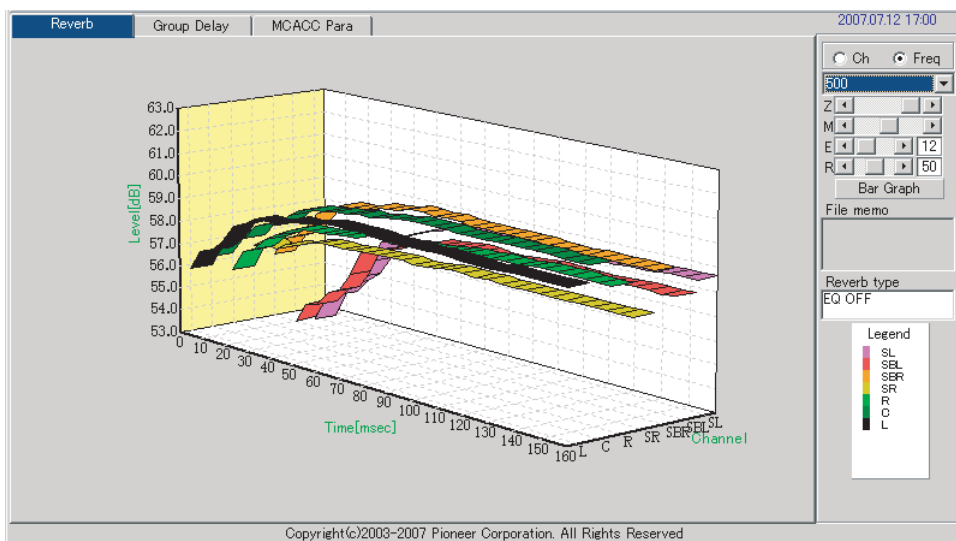 Reverb
Group Delay
MCACC Para
2007.07.12 17:00
Ch
Freq
500
Z
M
E
12
R
50
Bar Graph
File memo
Reverb type
EQ OFF
Legend
SL
SBL
SBR
SR
R
C
L
Level[dB]
63.0
62.0
61.0
60.0
59.0
58.0
57.0
56.0
55.0
54.0
53.0
0
10
20
30
40
50
60
70
80
90
100
110
120
130
140
150
160
Time[msec]
L
C
R
SR
SBR
SBL
SL
Channel
Copyright(c)2003-2007 Pioneer Corporation. All Rights Reserved